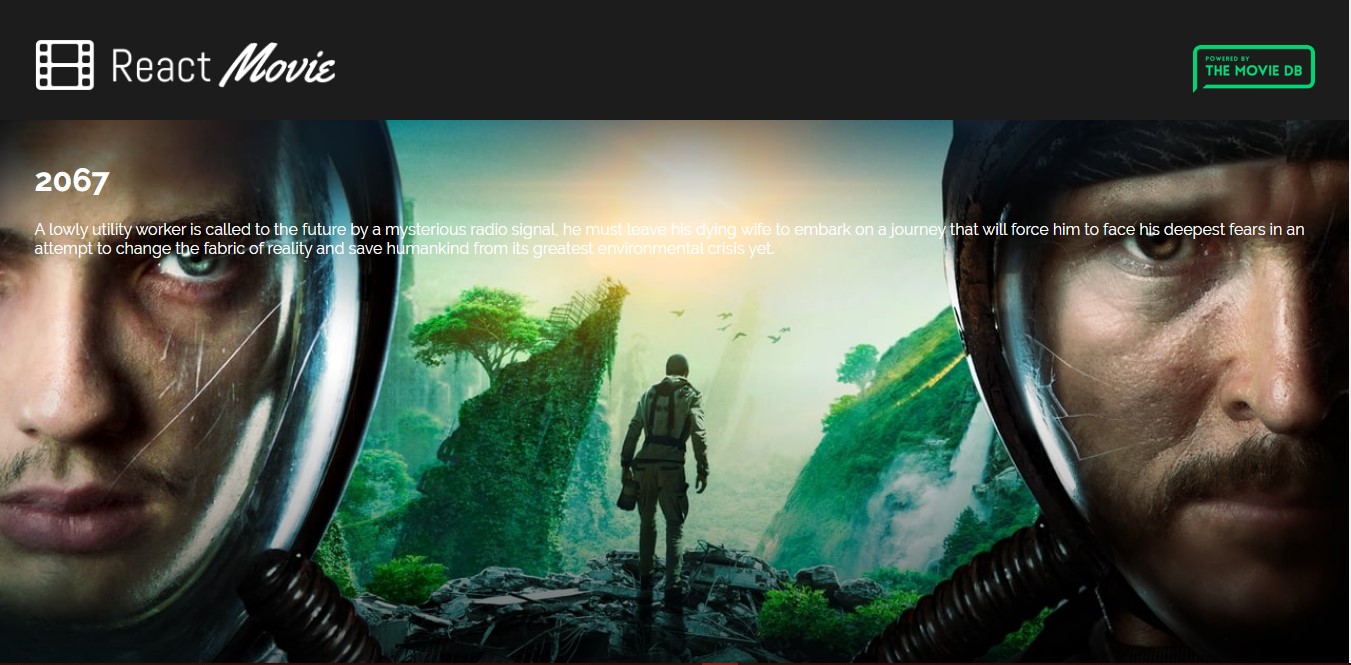 React Movie
POWERED BY
THE MOVIE DB
2067
A lowly utility worker is called to the future by a mysterious radio signal, he must leave his dying wife to embark on a journey that will force him to face his deepest fears in an
attempt to change the fabric of reality and save humankind from its greatest environmental crisis yet.